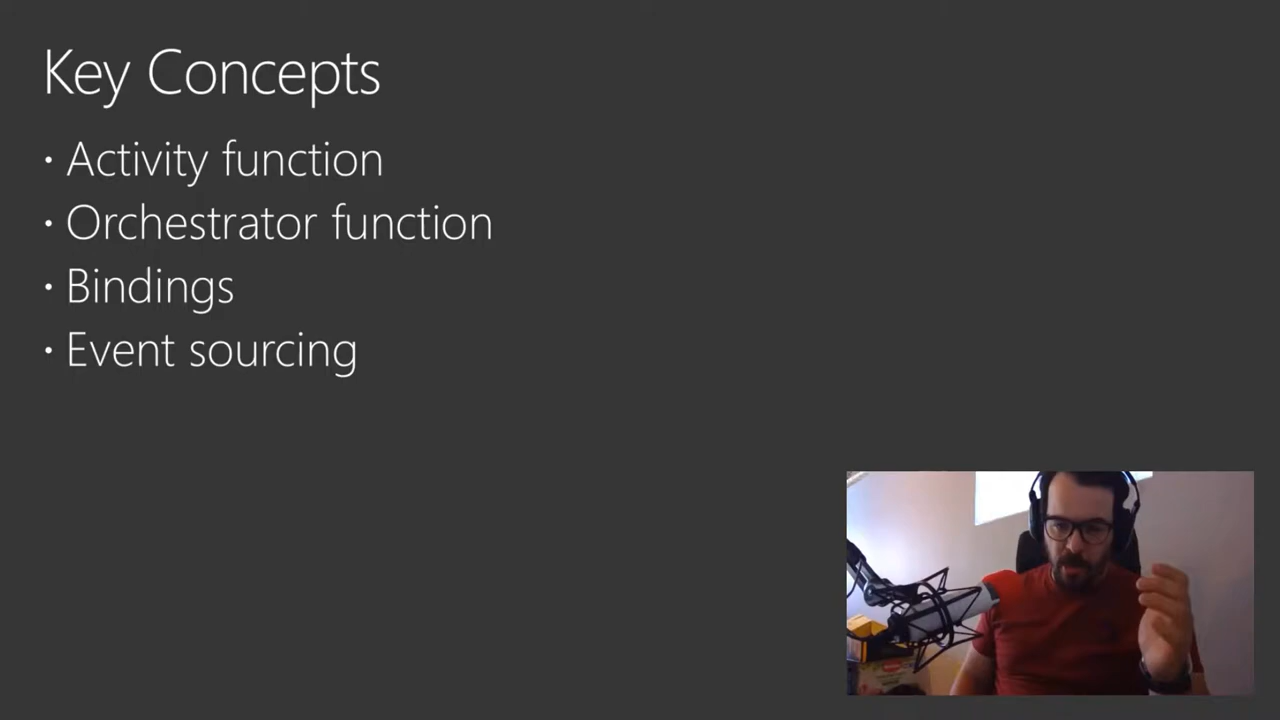 Key Concepts
• Activity function
• Orchestrator function
• Bindings
• Event sourcing